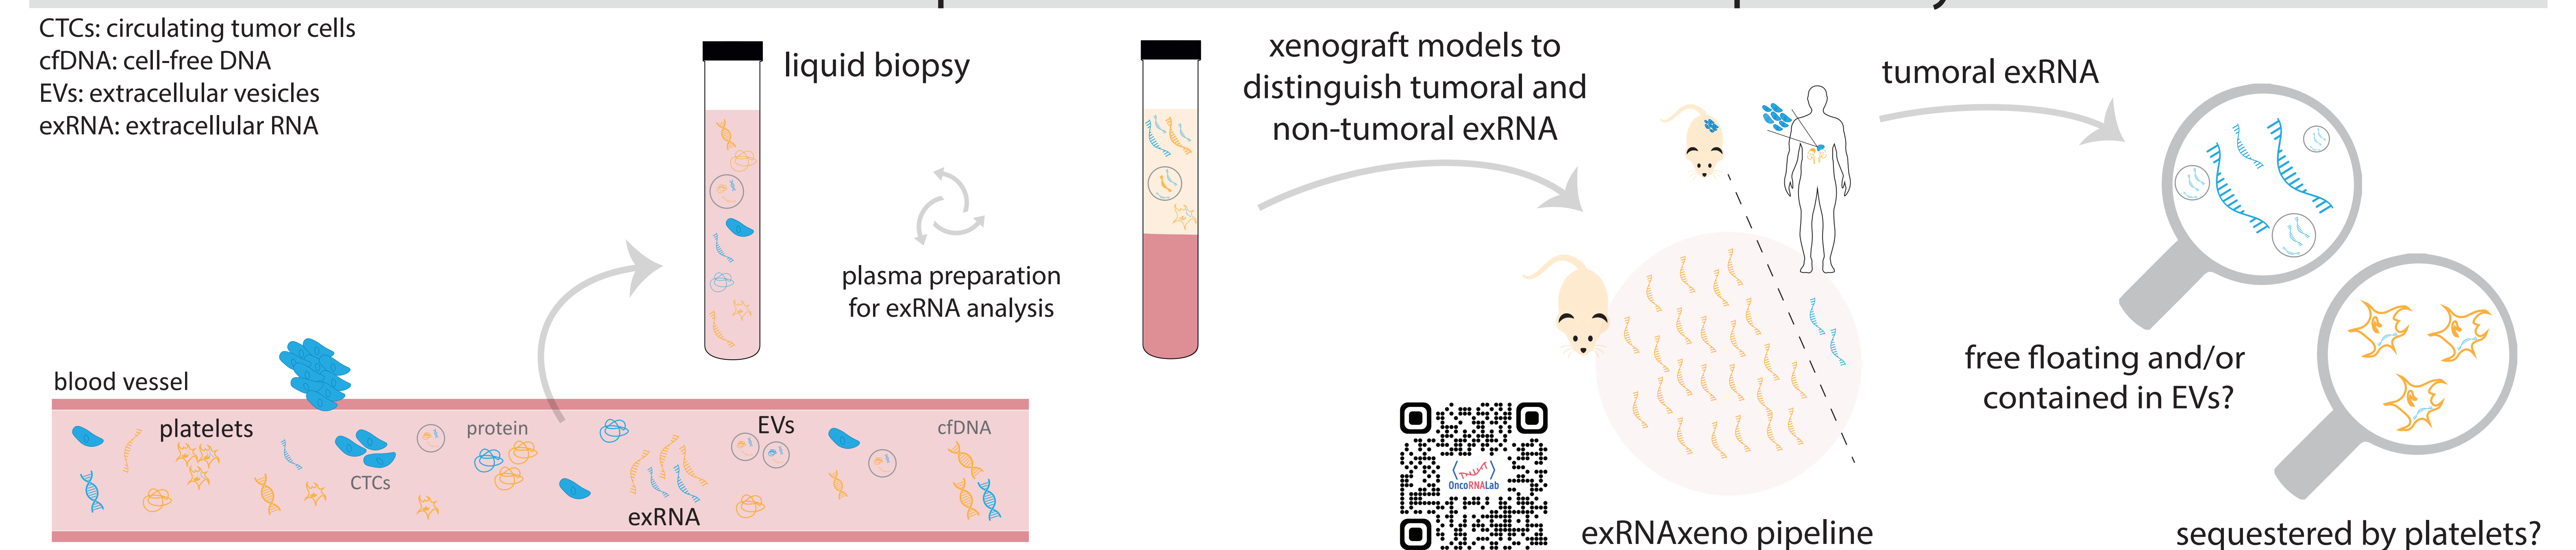 CTCs: circulating tumor cells
cfDNA: cell-free DNA
EVs: extracellular vesicles
exRNA: extracellular RNA
blood vessel
platelets
CTCs
protein
exRNA
EVs
cfDNA
liquid biopsy
plasma preparation
for exRNA analysis
xenograft models to
distinguish tumoral and
non-tumoral exRNA
OncoRNALab
exRNAxeno pipeline
tumoral exRNA
free floating and/or
contained in EVs?
sequestered by platelets?